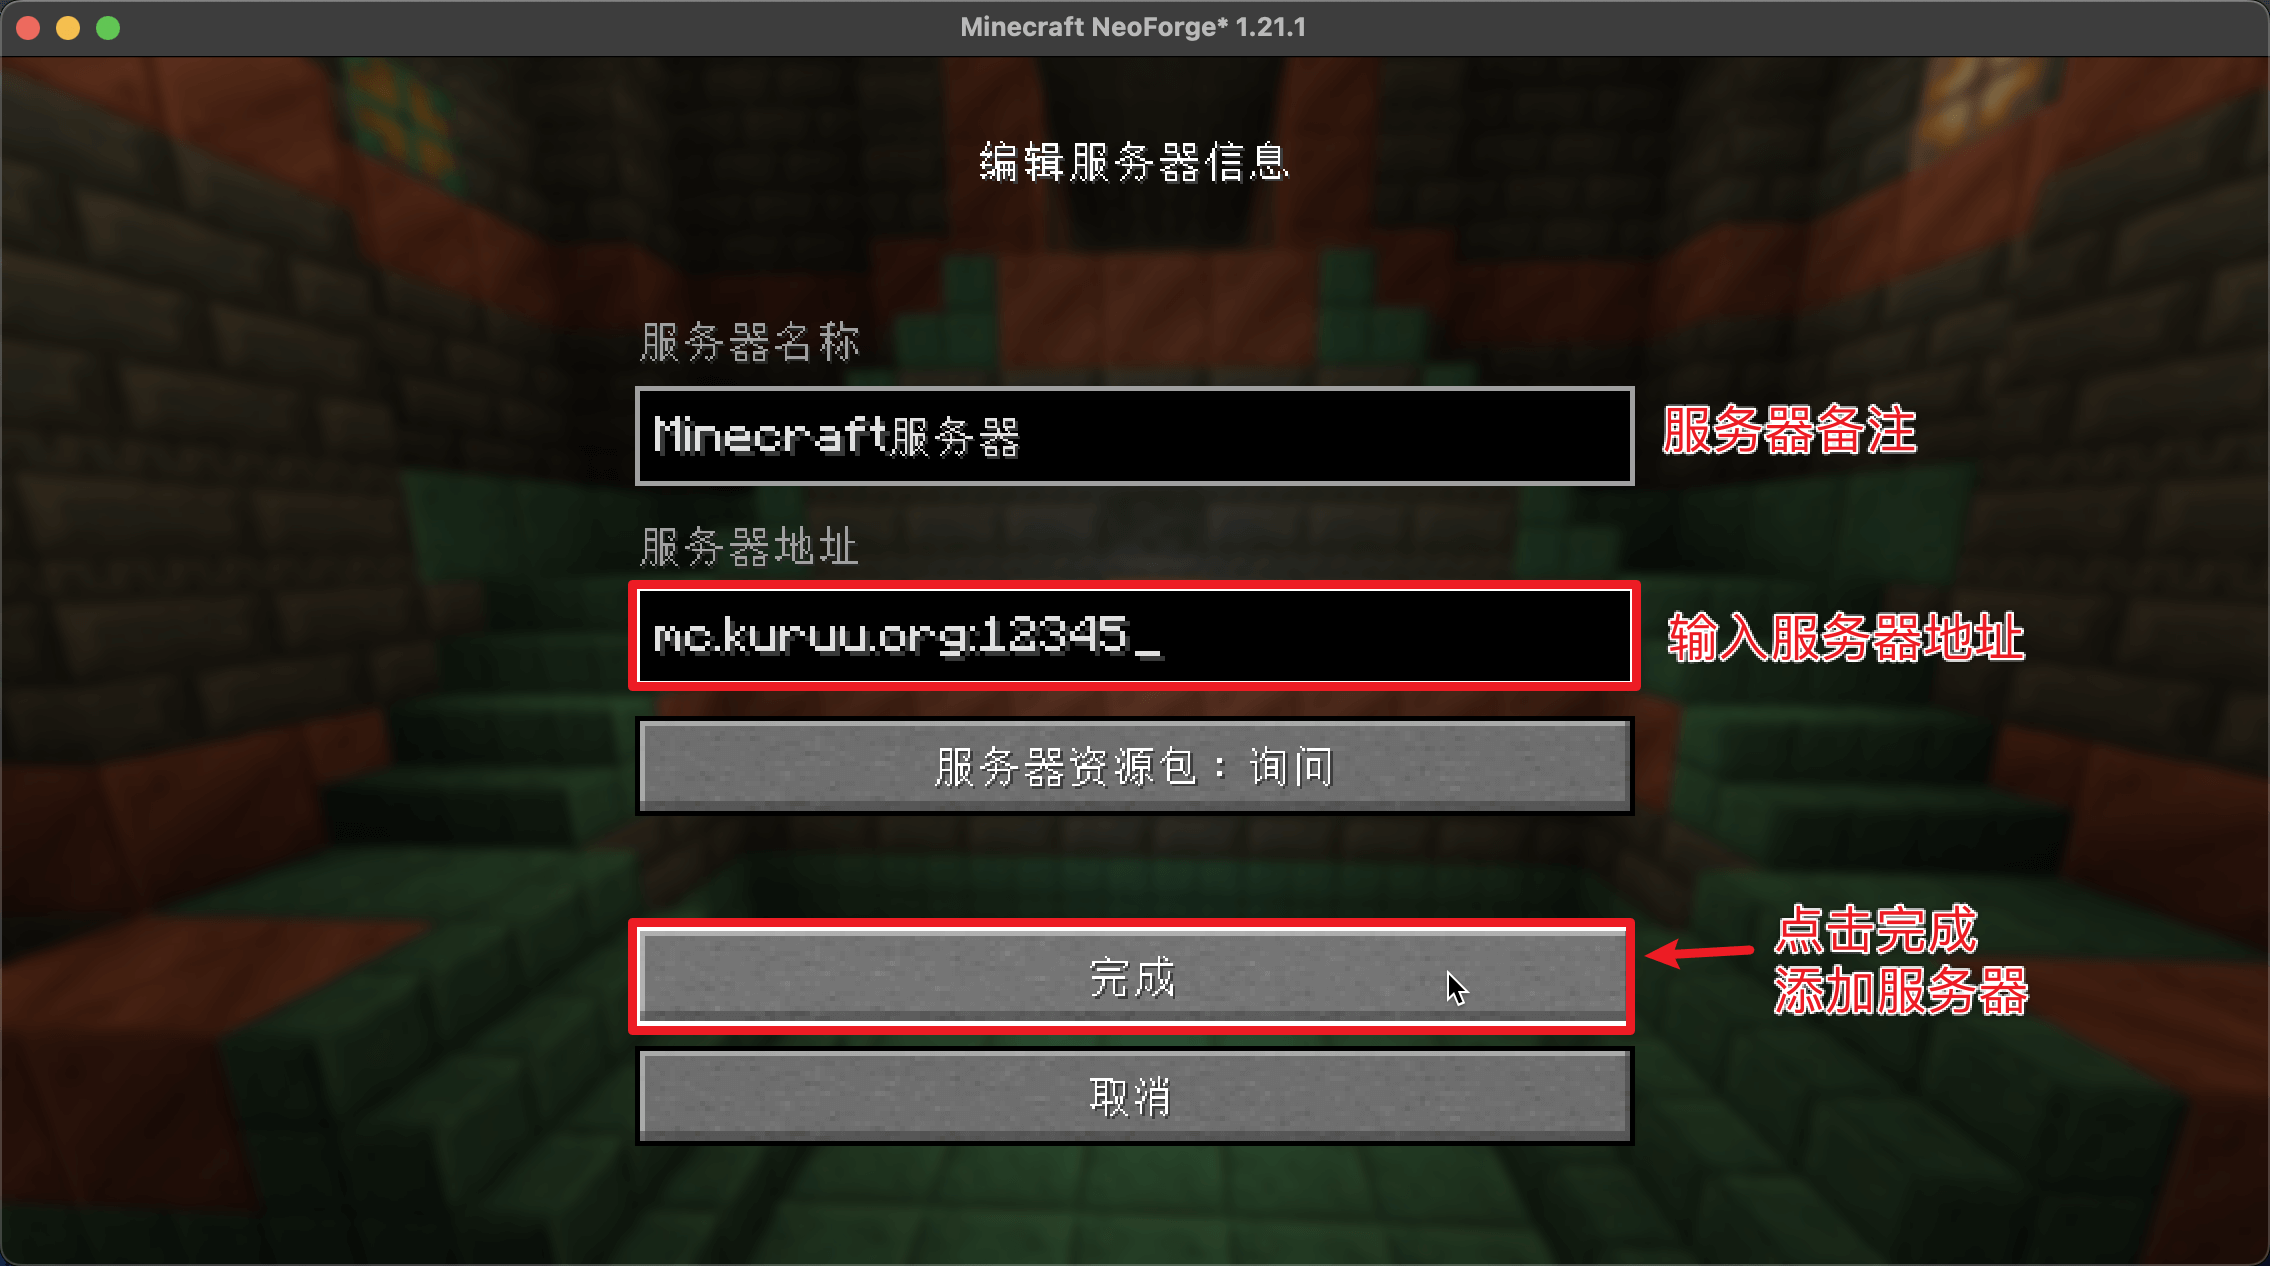 Minecraft NeoForge* 1.21.1
编辑服务器信息
服务器名称
Minecraft服务器
服务器备注
服务器地址
mc.kuruu.org:12345_
输入服务器地址
服务器资源包：询问
完成
点击完成
添加服务器
取消